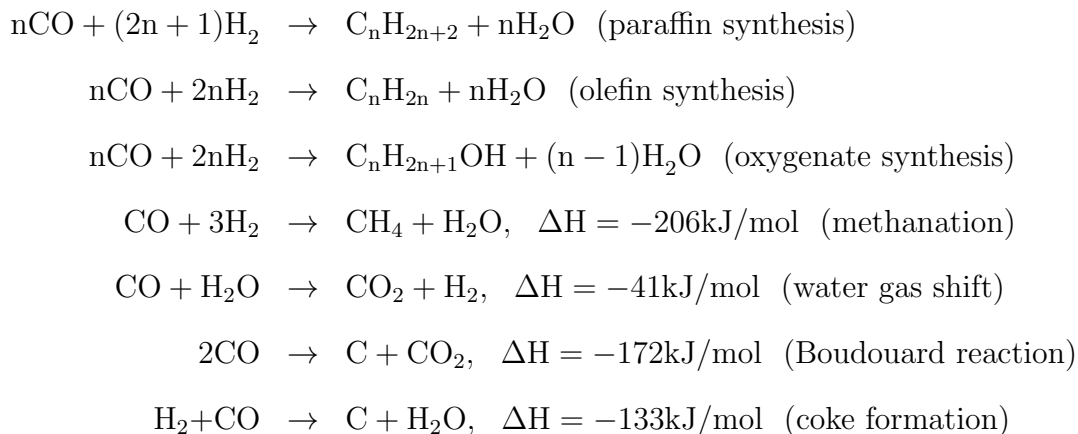 nCO + (2n + 1)H₂ → CₙH₂ₙ₊₂ + nH₂O (paraffin synthesis)
nCO + 2nH₂ → CₙH₂ₙ + nH₂O (olefin synthesis)
nCO + 2nH₂ → CₙH₂ₙ₊₁OH + (n − 1)H₂O (oxygenate synthesis)
CO + 3H₂ → CH₄ + H₂O, ΔH = −206kJ/mol (methanation)
CO + H₂O → CO₂ + H₂, ΔH = −41kJ/mol (water gas shift)
2CO → C + CO₂, ΔH = −172kJ/mol (Boudouard reaction)
H₂+CO → C + H₂O, ΔH = −133kJ/mol (coke formation)